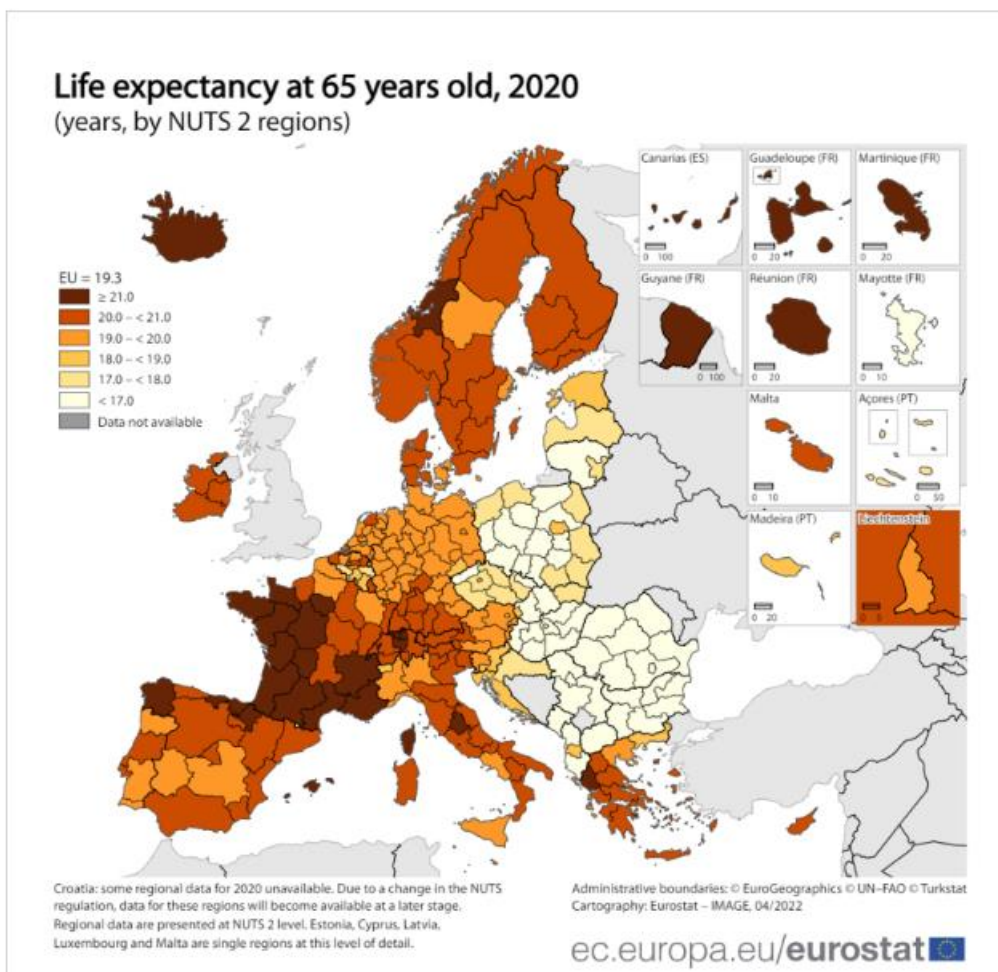 Life expectancy at 65 years old, 2020
(years, by NUTS 2 regions)
Canarias (ES)
0 100
Guadeloupe (FR)
0 20
Martinique (FR)
0 20
EU = 19.3
≥ 21.0
20.0 – < 21.0
19.0 – < 20.0
18.0 – < 19.0
17.0 – < 18.0
< 17.0
Data not available
Guyane (FR)
0 100
Réunion (FR)
0 20
Mayotte (FR)
0 10
Malta
0 10
Açores (PT)
0 50
Madeira (PT)
0 20
Liechtenstein
Croatia: some regional data for 2020 unavailable. Due to a change in the NUTS
regulation, data for these regions will become available at a later stage.
Regional data are presented at NUTS 2 level. Estonia, Cyprus, Latvia,
Luxembourg and Malta are single regions at this level of detail.
Administrative boundaries: © EuroGeographics © UN–FAO © Turkstat
Cartography: Eurostat – IMAGE, 04/2022
ec.europa.eu/eurostat